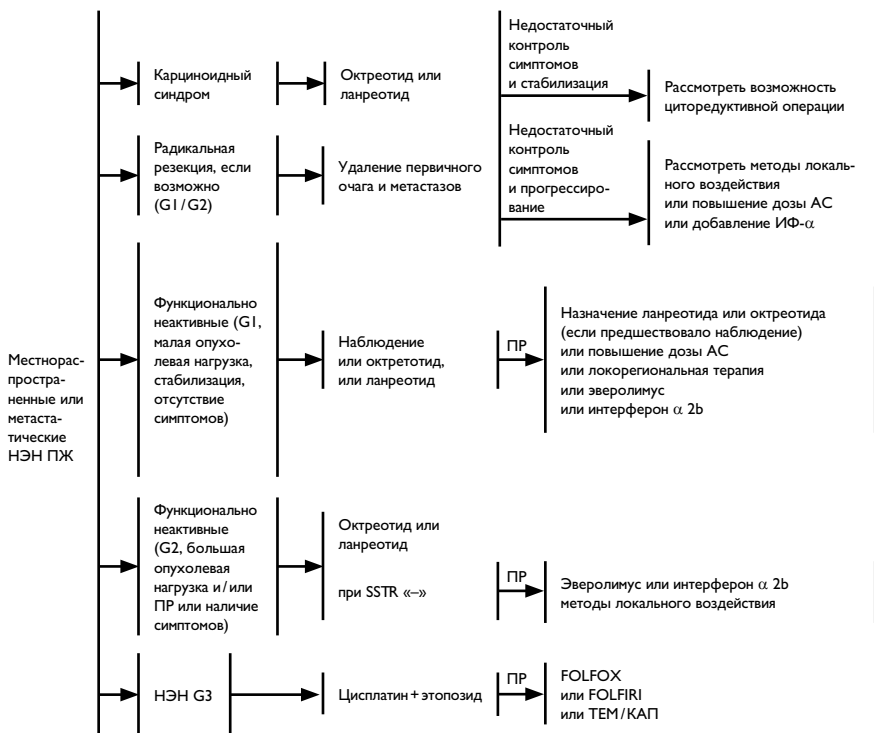 Местнорас-
пространа-
ненные или
метаста-
тические
НЭН ПЖ
Карциноидный
синдром
Октреотид или
ланреотид
Недостаточный
контроль
симптомов
и стабилизация
Рассмотреть возможность
циторедуктивной операции
Недостаточный
контроль
симптомов
и прогрессиро-
вание
Рассмотреть методы локаль-
ного воздействия
или повышение дозы АС
или добавление ИФ-α
Радикальная
резекция, если
возможно
(G1/G2)
Удаление первичного
очага и метастазов
Функционально
неактивные (G1,
малая опухо-
левая нагрузка,
стабилизация,
отсутствие
симптомов)
Наблюдение
или октретотид,
или ланреотид
ПР
Назначение ланреотида или октреотида
(если предшествовало наблюдение)
или повышение дозы АС
или локорегиональная терапия
или эверолимус
или интерферон α 2b
Функционально
неактивные
(G2, большая
опухолевая
нагрузка и/или
ПР или наличие
симптомов)
Октреотид или
ланреотид
при SSTR «–»
ПР
Эверолимус или интерферон α 2b
методы локального воздействия
НЭН G3
Цисплатин + этопозид
ПР
FOLFOX
или FOLFIRI
или ТЕМ/КАП